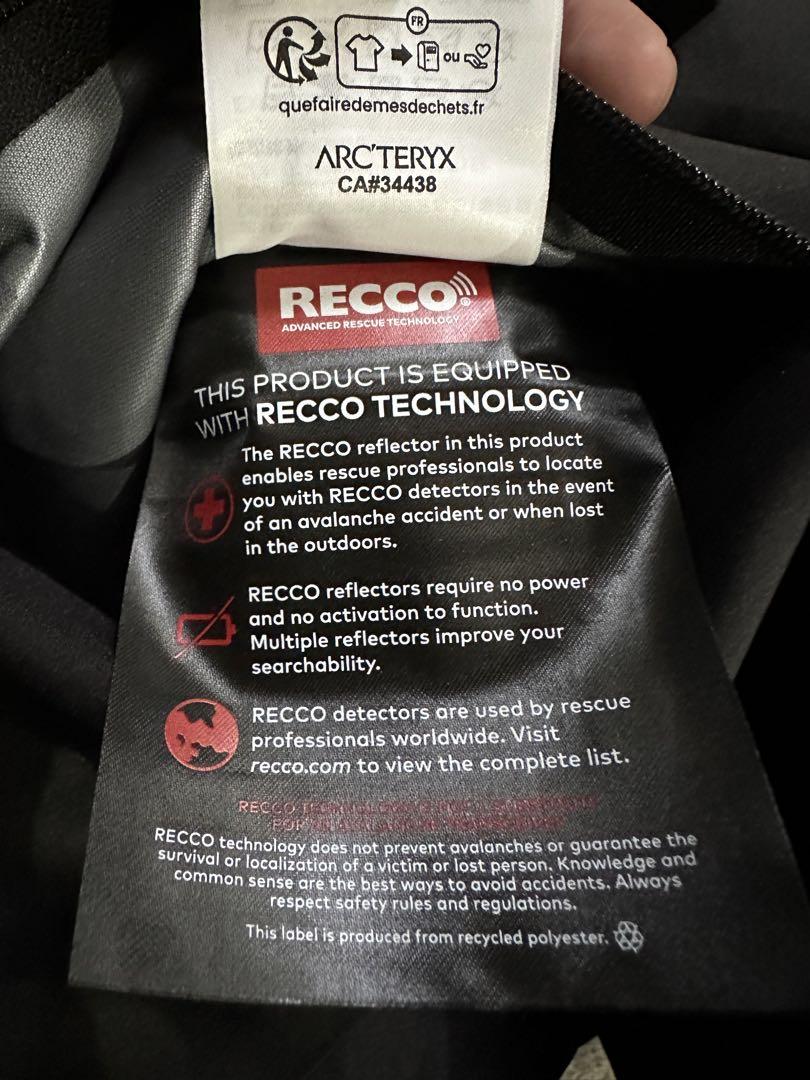 FR
ou
quefairedemesdechets.fr
ARC'TERYX
CA#34438
RECCO®
ADVANCED RESCUE TECHNOLOGY
THIS PRODUCT IS EQUIPPED
WITH RECCO TECHNOLOGY
The RECCO reflector in this product
enables rescue professionals to locate
you with RECCO detectors in the event
of an avalanche accident or when lost
in the outdoors.
RECCO reflectors require no power
and no activation to function.
Multiple reflectors improve your
searchability.
RECCO detectors are used by rescue
professionals worldwide. Visit
recco.com to view the complete list.
RECCO TECHNOLOGY IS NOT
RECCO technology does not prevent avalanches or guarantee the
survival or localization of a victim or lost person. Knowledge and
common sense are the best ways to avoid accidents. Always
respect safety rules and regulations.
This label is produced from recycled polyester.